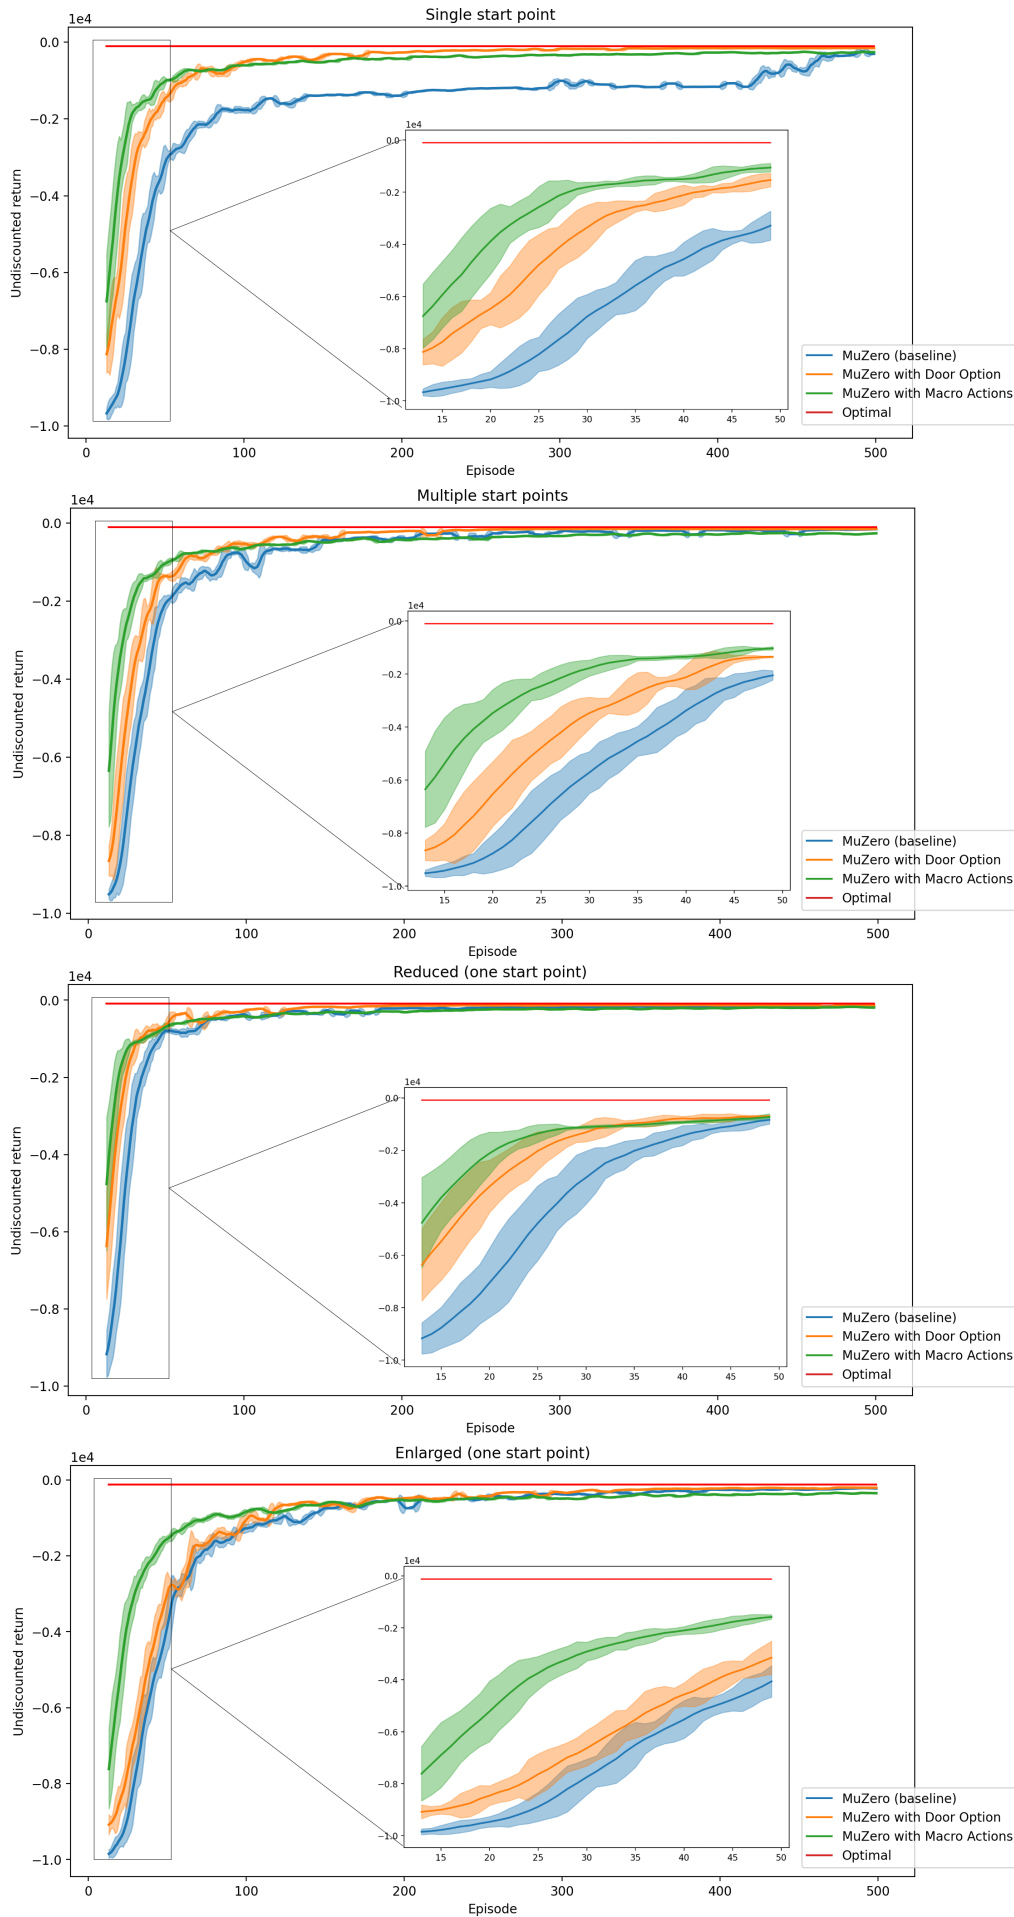 Single start point
1e4
0.0
−0.2
−0.4
−0.6
−0.8
−1.0
Undiscounted return
1e4
0.0
−0.2
−0.4
−0.6
−0.8
−1.0
15 20 25 30 35 40 45 50
MuZero (baseline)
MuZero with Door Option
MuZero with Macro Actions
Optimal
0 100 200 300 400 500
Episode
Multiple start points
1e4
0.0
−0.2
−0.4
−0.6
−0.8
−1.0
Undiscounted return
1e4
0.0
−0.2
−0.4
−0.6
−0.8
−1.0
15 20 25 30 35 40 45 50
MuZero (baseline)
MuZero with Door Option
MuZero with Macro Actions
Optimal
0 100 200 300 400 500
Episode
Reduced (one start point)
1e4
0.0
−0.2
−0.4
−0.6
−0.8
−1.0
Undiscounted return
1e4
0.0
−0.2
−0.4
−0.6
−0.8
−1.0
15 20 25 30 35 40 45 50
MuZero (baseline)
MuZero with Door Option
MuZero with Macro Actions
Optimal
0 100 200 300 400 500
Episode
Enlarged (one start point)
1e4
0.0
−0.2
−0.4
−0.6
−0.8
−1.0
Undiscounted return
1e4
0.0
−0.2
−0.4
−0.6
−0.8
−1.0
15 20 25 30 35 40 45 50
MuZero (baseline)
MuZero with Door Option
MuZero with Macro Actions
Optimal
0 100 200 300 400 500
Episode